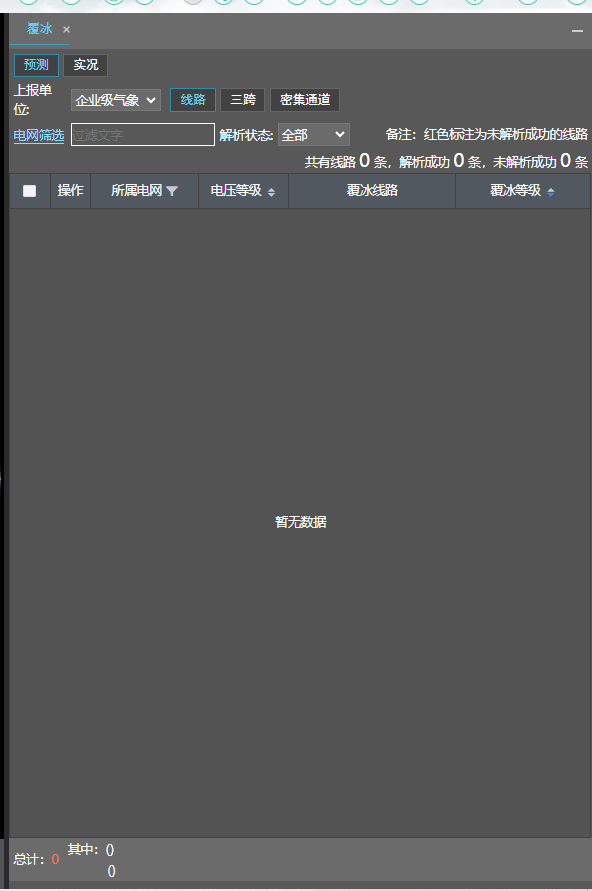 覆冰 ×
预测 实况
上报单位: 企业级气象 线路 三跨 密集通道
电网筛选 过滤文字 解析状态: 全部 备注：红色标注为未解析成功的线路
共有线路 0 条，解析成功 0 条，未解析成功 0 条
操作 所属电网 电压等级 覆冰线路 覆冰等级
暂无数据
总计：0 其中：()
()